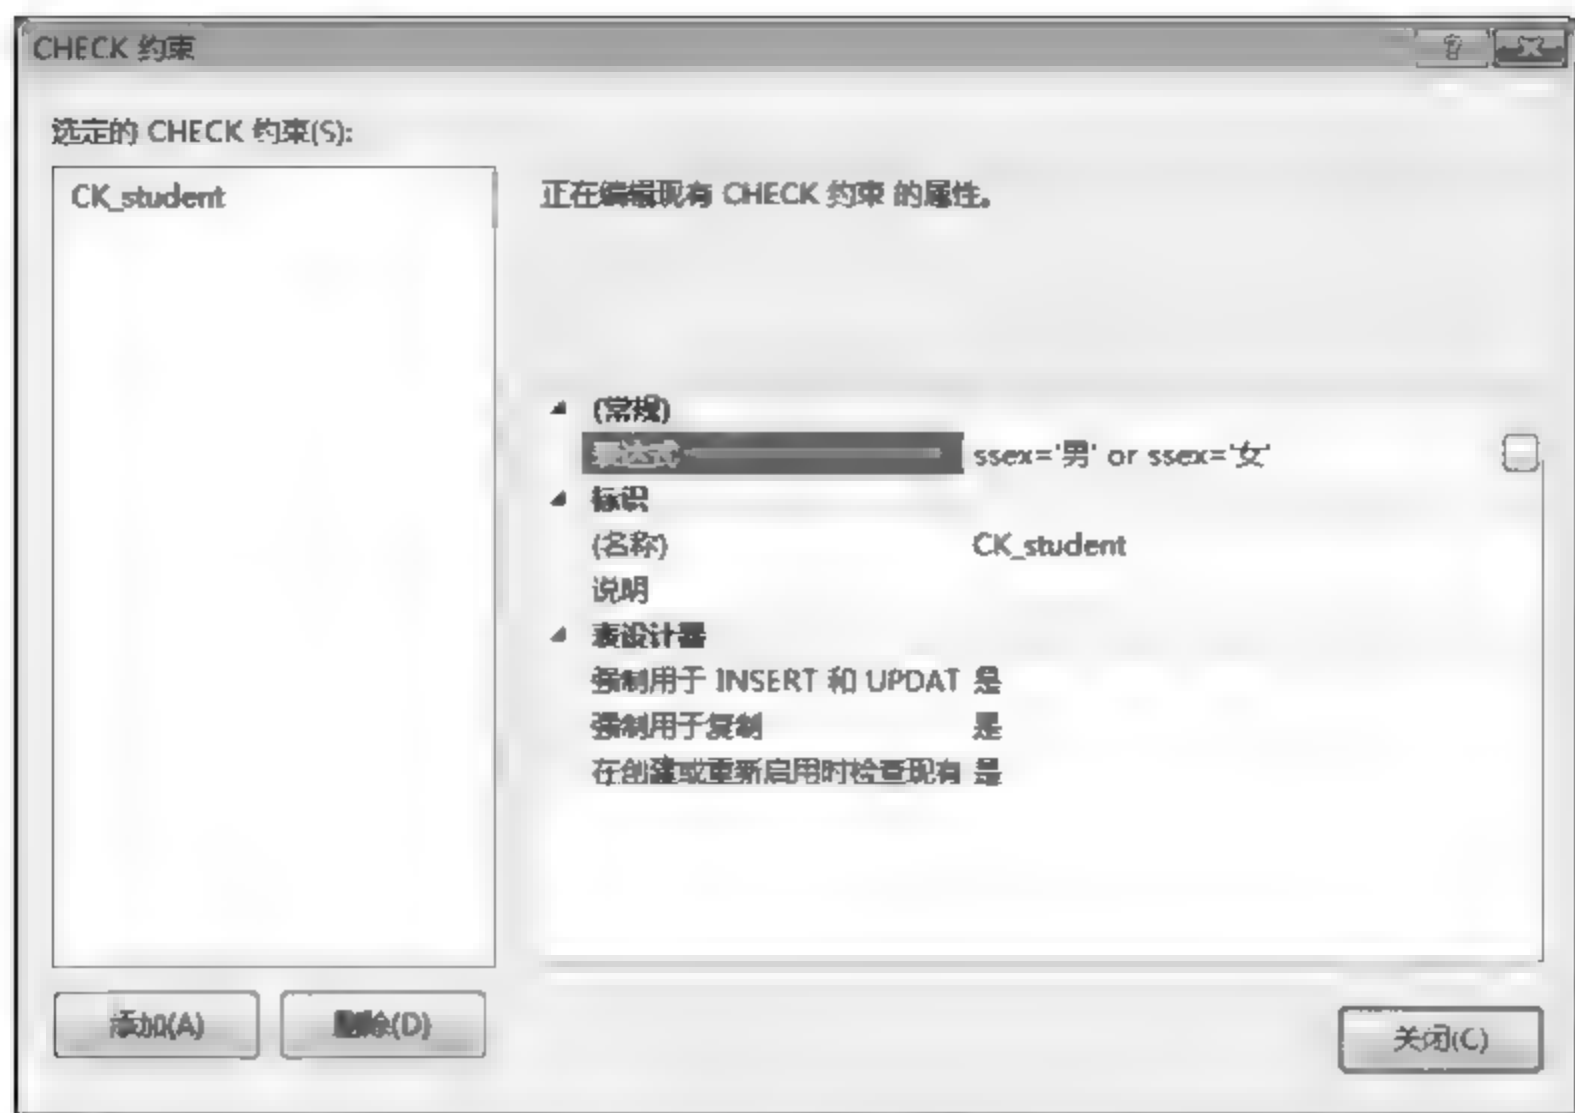 CHECK 约束
选定的 CHECK 约束(S):
CK_student
正在编辑现有 CHECK 约束 的属性。
(常规)
表达式 ssex='男' or ssex='女'
标识
(名称) CK_student
说明
表设计器
强制用于 INSERT 和 UPDAT 是
强制用于复制 是
在创建或重新启用时检查现有 是
添加(A) 删除(D)
关闭(C)